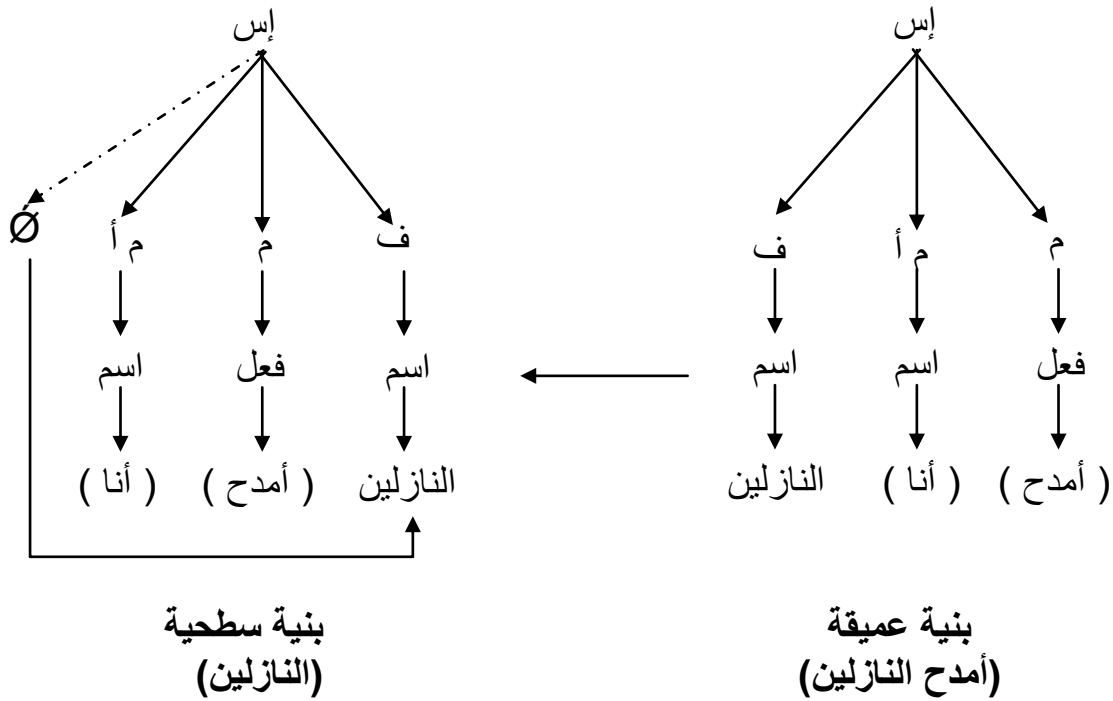 إس إس
م م أ ف ف م م أ Ǿ
فعل اسم اسم اسم فعل اسم
( أمدح ) ( أنا ) النازلين النازلين ( أمدح ) ( أنا )
بنية عميقة بنية سطحية
(أمدح النازلين) (النازلين)